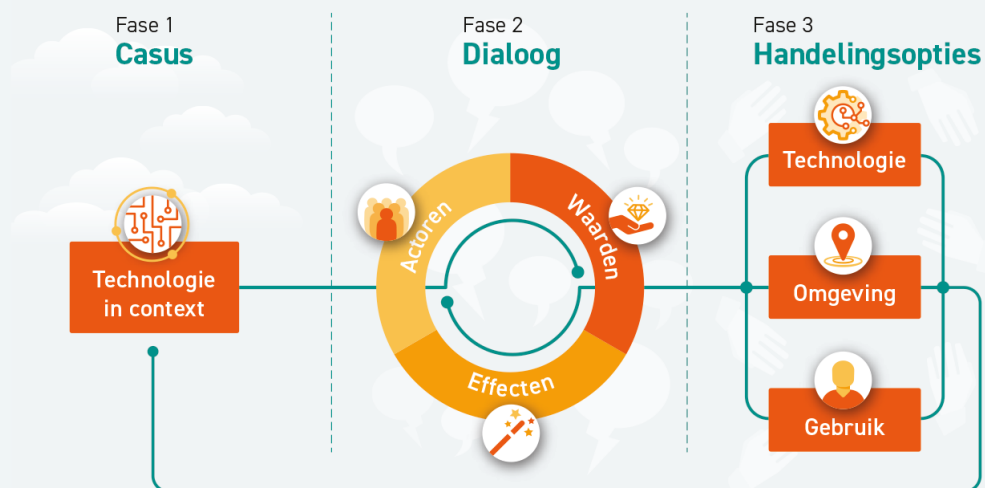 Fase 1
Casus
Technologie
in context
Fase 2
Dialoog
Actoren
Waarden
Effecten
Fase 3
Handelingsopties
Technologie
Omgeving
Gebruik